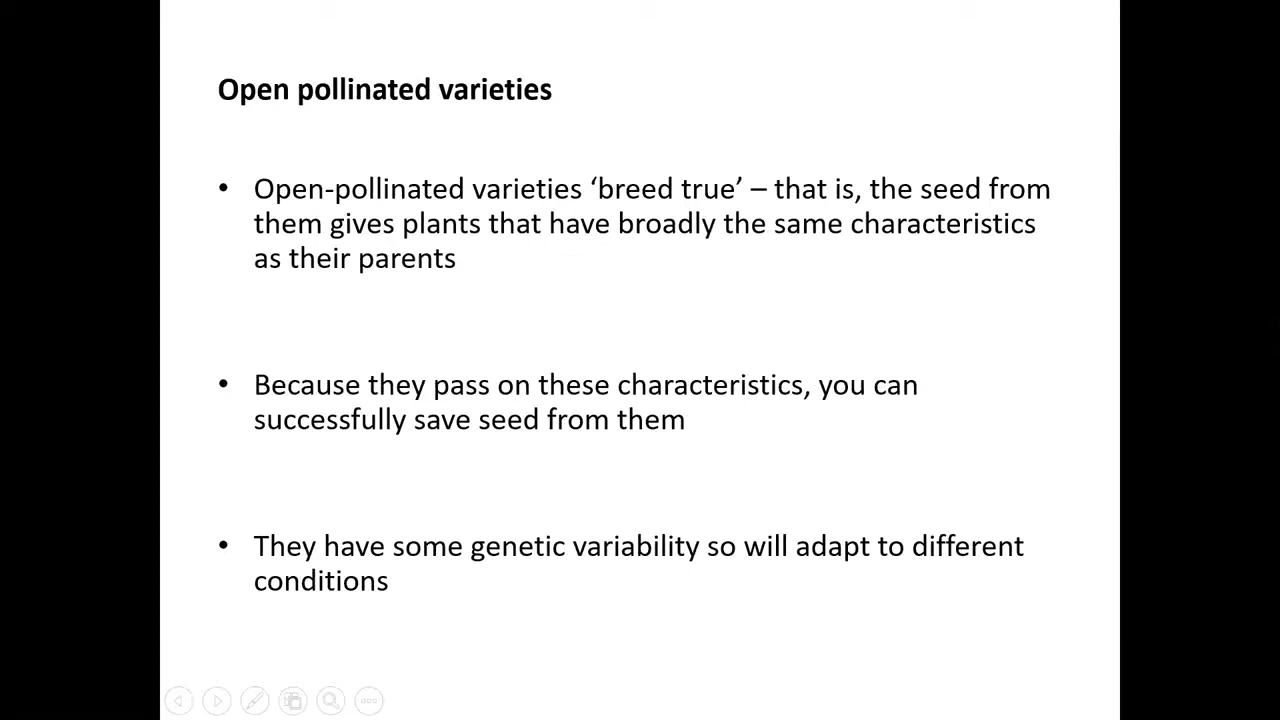 Open pollinated varieties
• Open-pollinated varieties ‘breed true’ – that is, the seed from
them gives plants that have broadly the same characteristics
as their parents
• Because they pass on these characteristics, you can
successfully save seed from them
• They have some genetic variability so will adapt to different
conditions